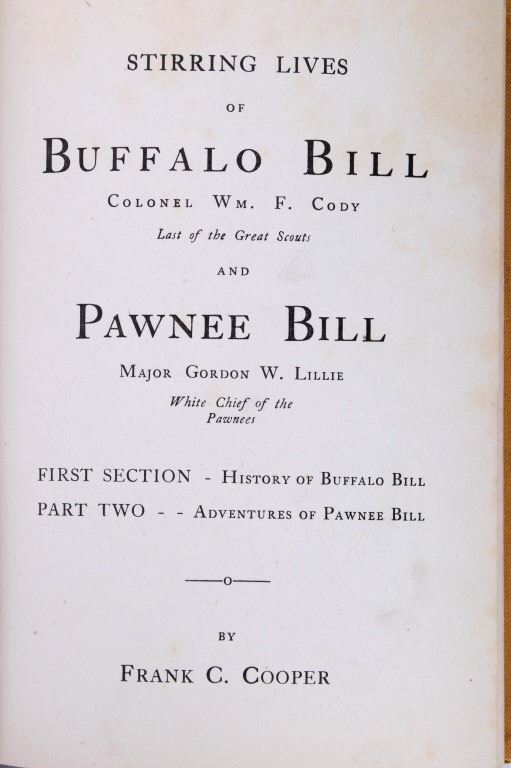 STIRRING LIVES
OF
BUFFALO BILL
COLONEL WM. F. CODY
Last of the Great Scouts
AND
PAWNEE BILL
MAJOR GORDON W. LILLIE
White Chief of the
Pawnees
FIRST SECTION - HISTORY OF BUFFALO BILL
PART TWO - - ADVENTURES OF PAWNEE BILL
BY
FRANK C. COOPER